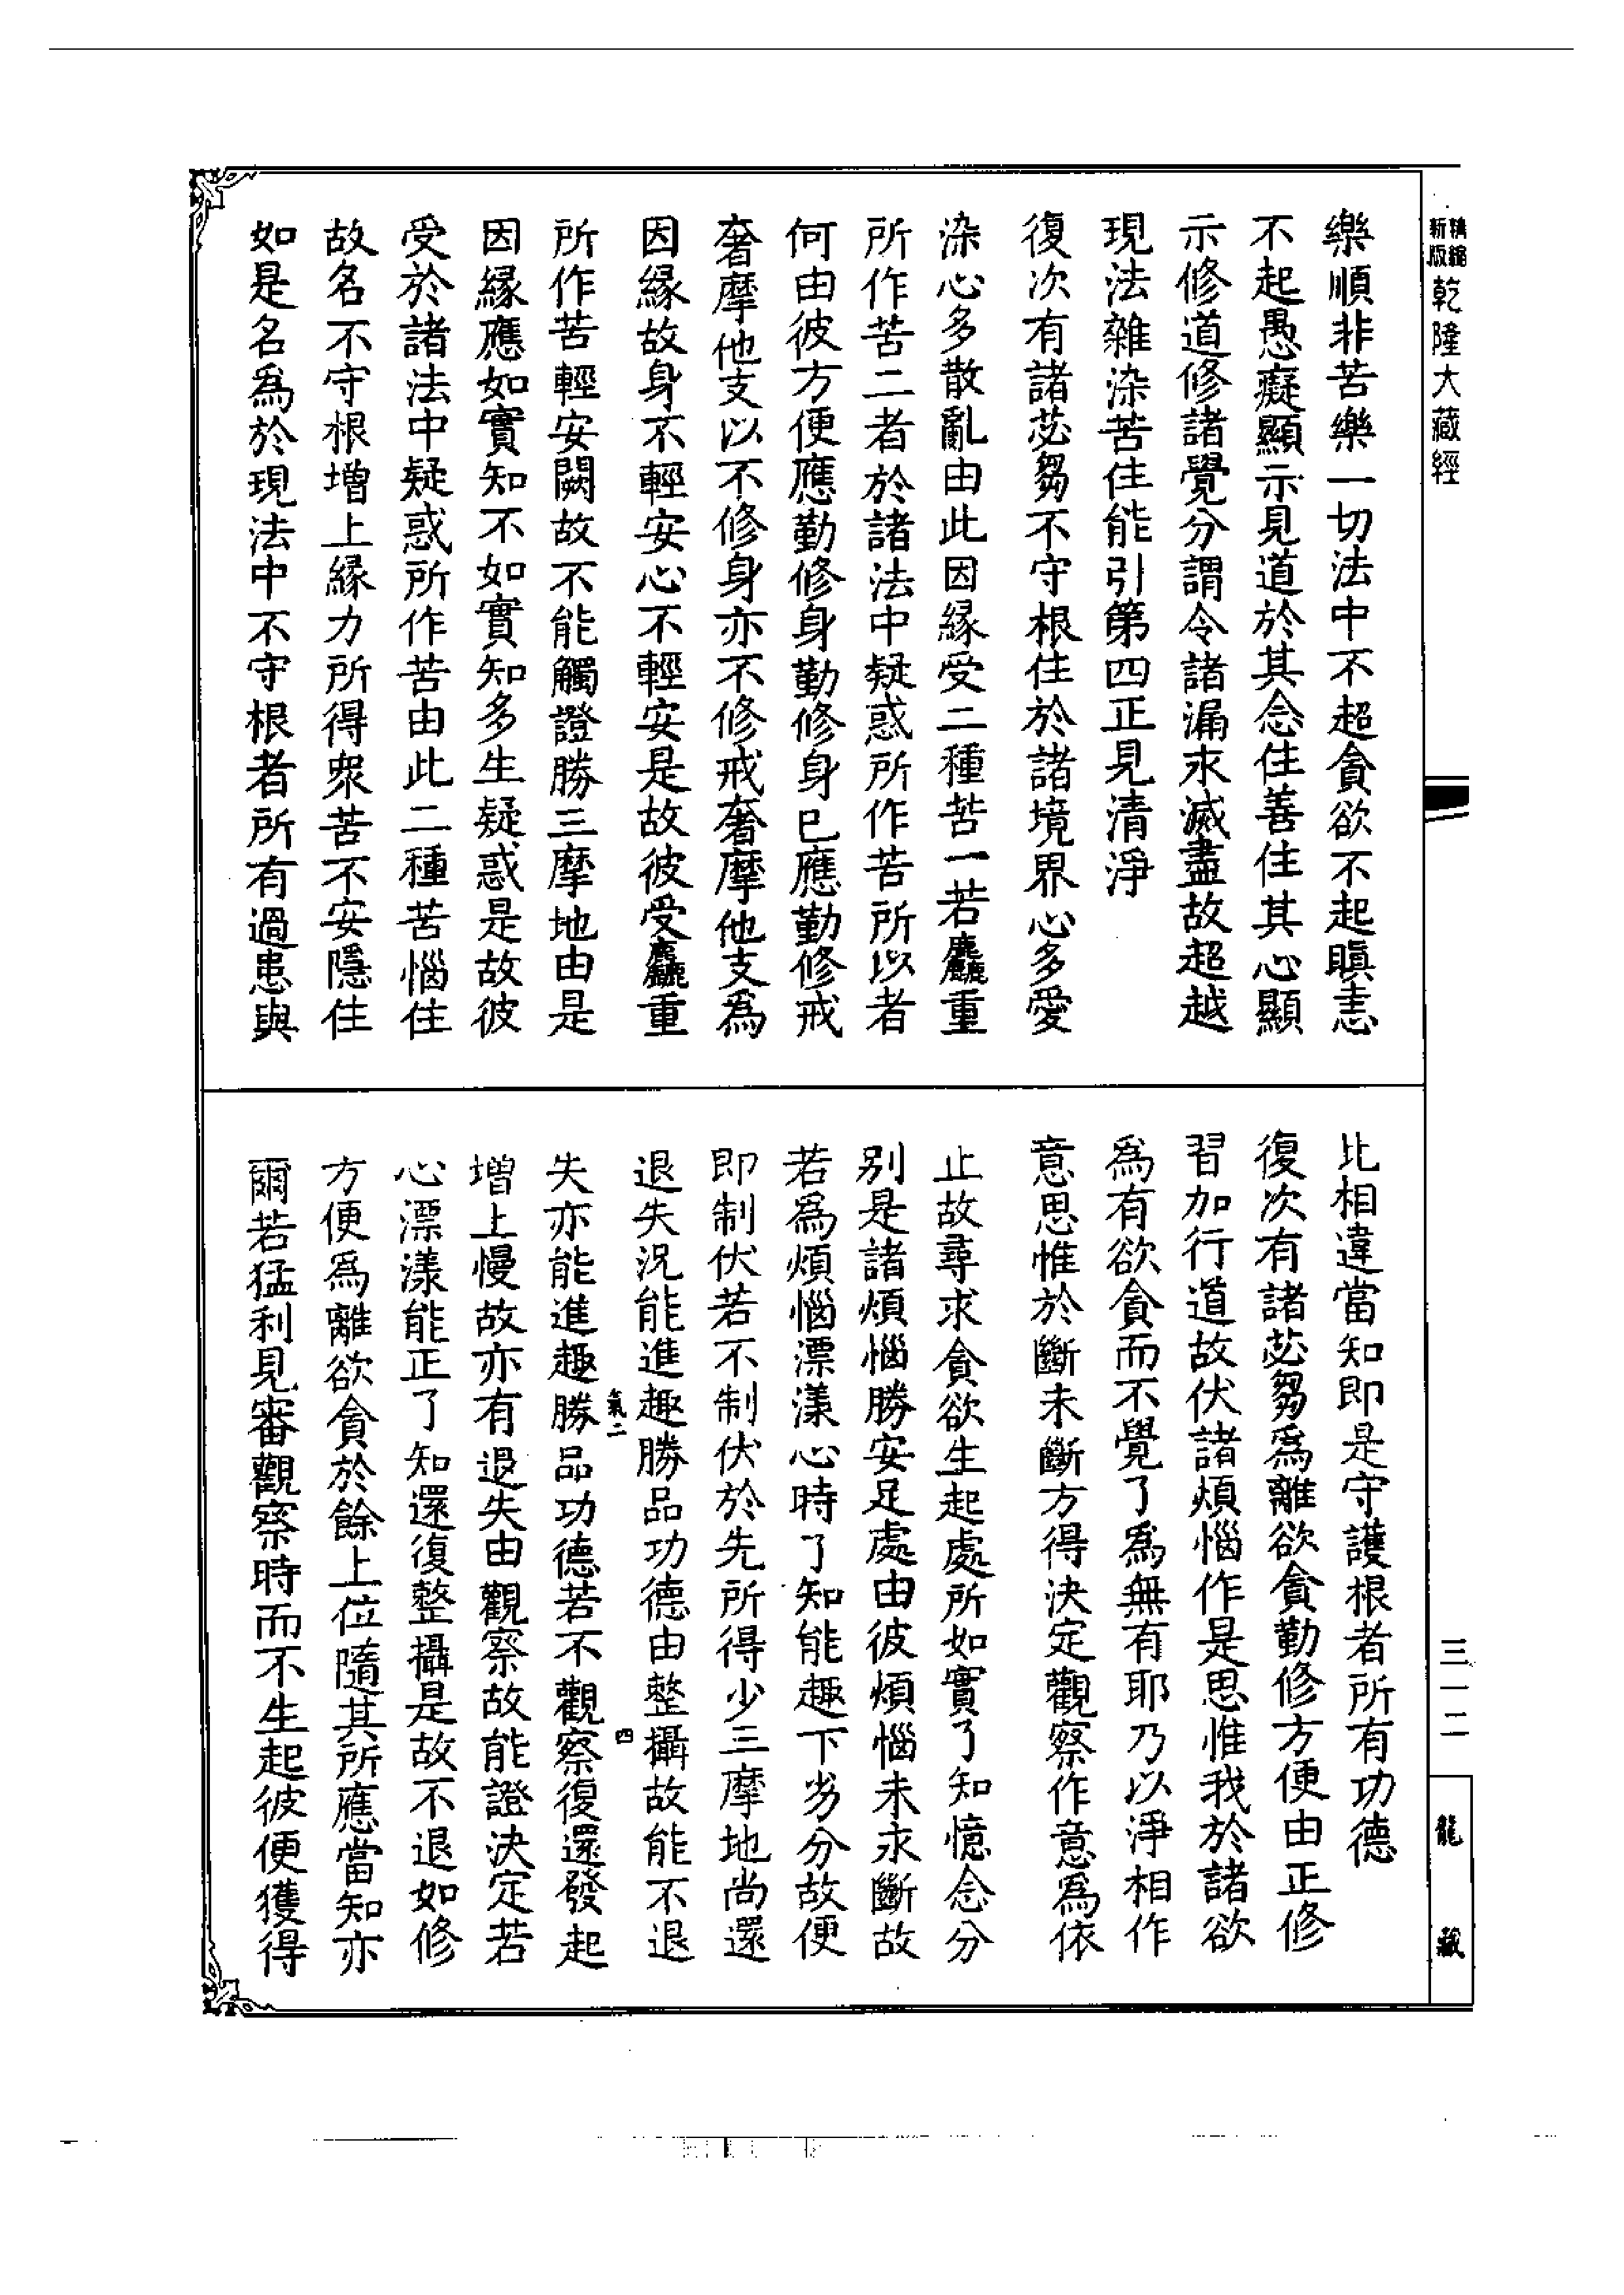 精縮
新版
乾隆大藏經
樂順非苦樂一切法中不超貪欲不起瞋恚
不起愚癡顯示見道於其念住善住其心顯
示修道修諸覺分謂令諸漏永滅盡故超越
現法雜染苦住能引第四正見清淨
復次有諸苾芻不守根住於諸境界心多愛
染心多散亂由此因緣受二種苦一若麤重
所作苦二者於諸法中疑惑所作苦所以者
何由彼方便應勤修身勤修身已應勤修戒
奢摩他支以不修身亦不修戒奢摩他支為
因緣故身不輕安心不輕安是故彼受麤重
所作苦輕安闕故不能觸證勝三摩地由是
因緣應如實知不如實知多生疑惑是故彼
受於諸法中疑惑所作苦由此二種苦惱住
故名不守根增上緣力所得衆苦不安隱住
如是名爲於現法中不守根者所有過患與
比相違當知即是守護根者所有功德
復次有諸苾芻爲離欲貪勤修方便由正修
習加行道故伏諸煩惱作是思惟我於諸欲
爲有欲貪而不覺了爲無有耶乃以淨相作
意思惟於斷未斷方得決定觀察作意爲依
止故尋求貪欲生起處所如實了知憶念分
別是諸煩惱勝安足處由彼煩惱未永斷故
若爲煩惱漂漾心時了知能趣下劣分故便
即制伏若不制伏於先所得少三摩地尚還
退失況能進趣勝品功德由整攝故能不退
失亦能進趣勝品功德若不觀察復還發起
增上慢故亦有退失由觀察故能證決定若
心漂漾能正了知還復整攝是故不退如修
方便爲離欲貪於餘上位隨其所應當知亦
爾若猛利見審觀察時而不生起彼便獲得
氣二
四
三一二
龍藏